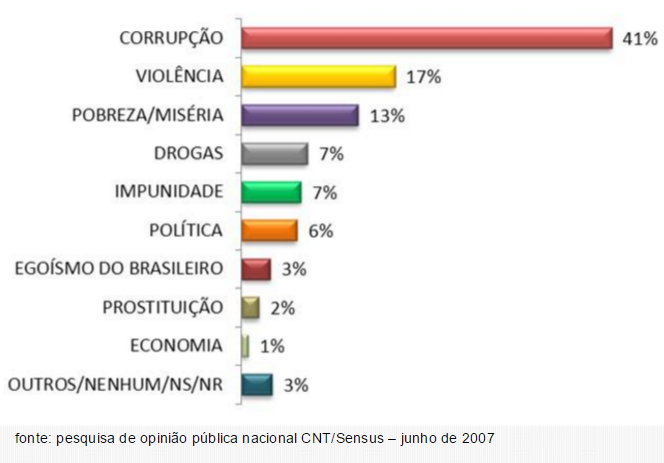 CORRUPÇÃO 41%
VIOLÊNCIA 17%
POBREZA/MISÉRIA 13%
DROGAS 7%
IMPUNIDADE 7%
POLÍTICA 6%
EGOÍSMO DO BRASILEIRO 3%
PROSTITUIÇÃO 2%
ECONOMIA 1%
OUTROS/NENHUM/NS/NR 3%
fonte: pesquisa de opinião pública nacional CNT/Sensus – junho de 2007